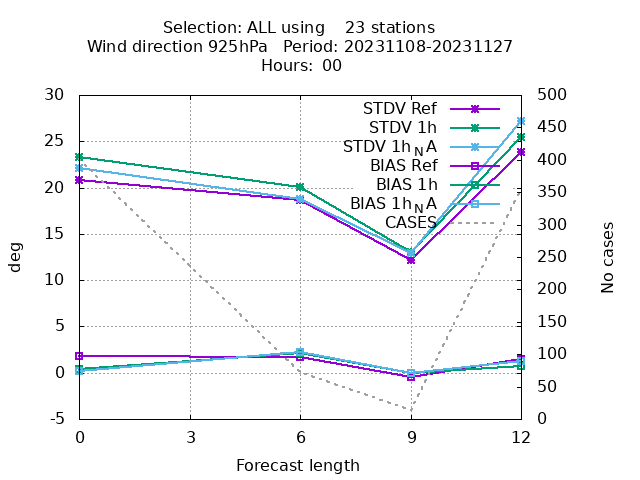 Selection: ALL using    23 stations
Wind direction 925hPa   Period: 20231108-20231127
Hours: 00
30
25
20
15
10
5
0
-5
deg
500
450
400
350
300
250
200
150
100
50
0
No cases
STDV Ref
STDV 1h
STDV 1h_NA
BIAS Ref
BIAS 1h
BIAS 1h_NA
CASES
0 3 6 9 12
Forecast length